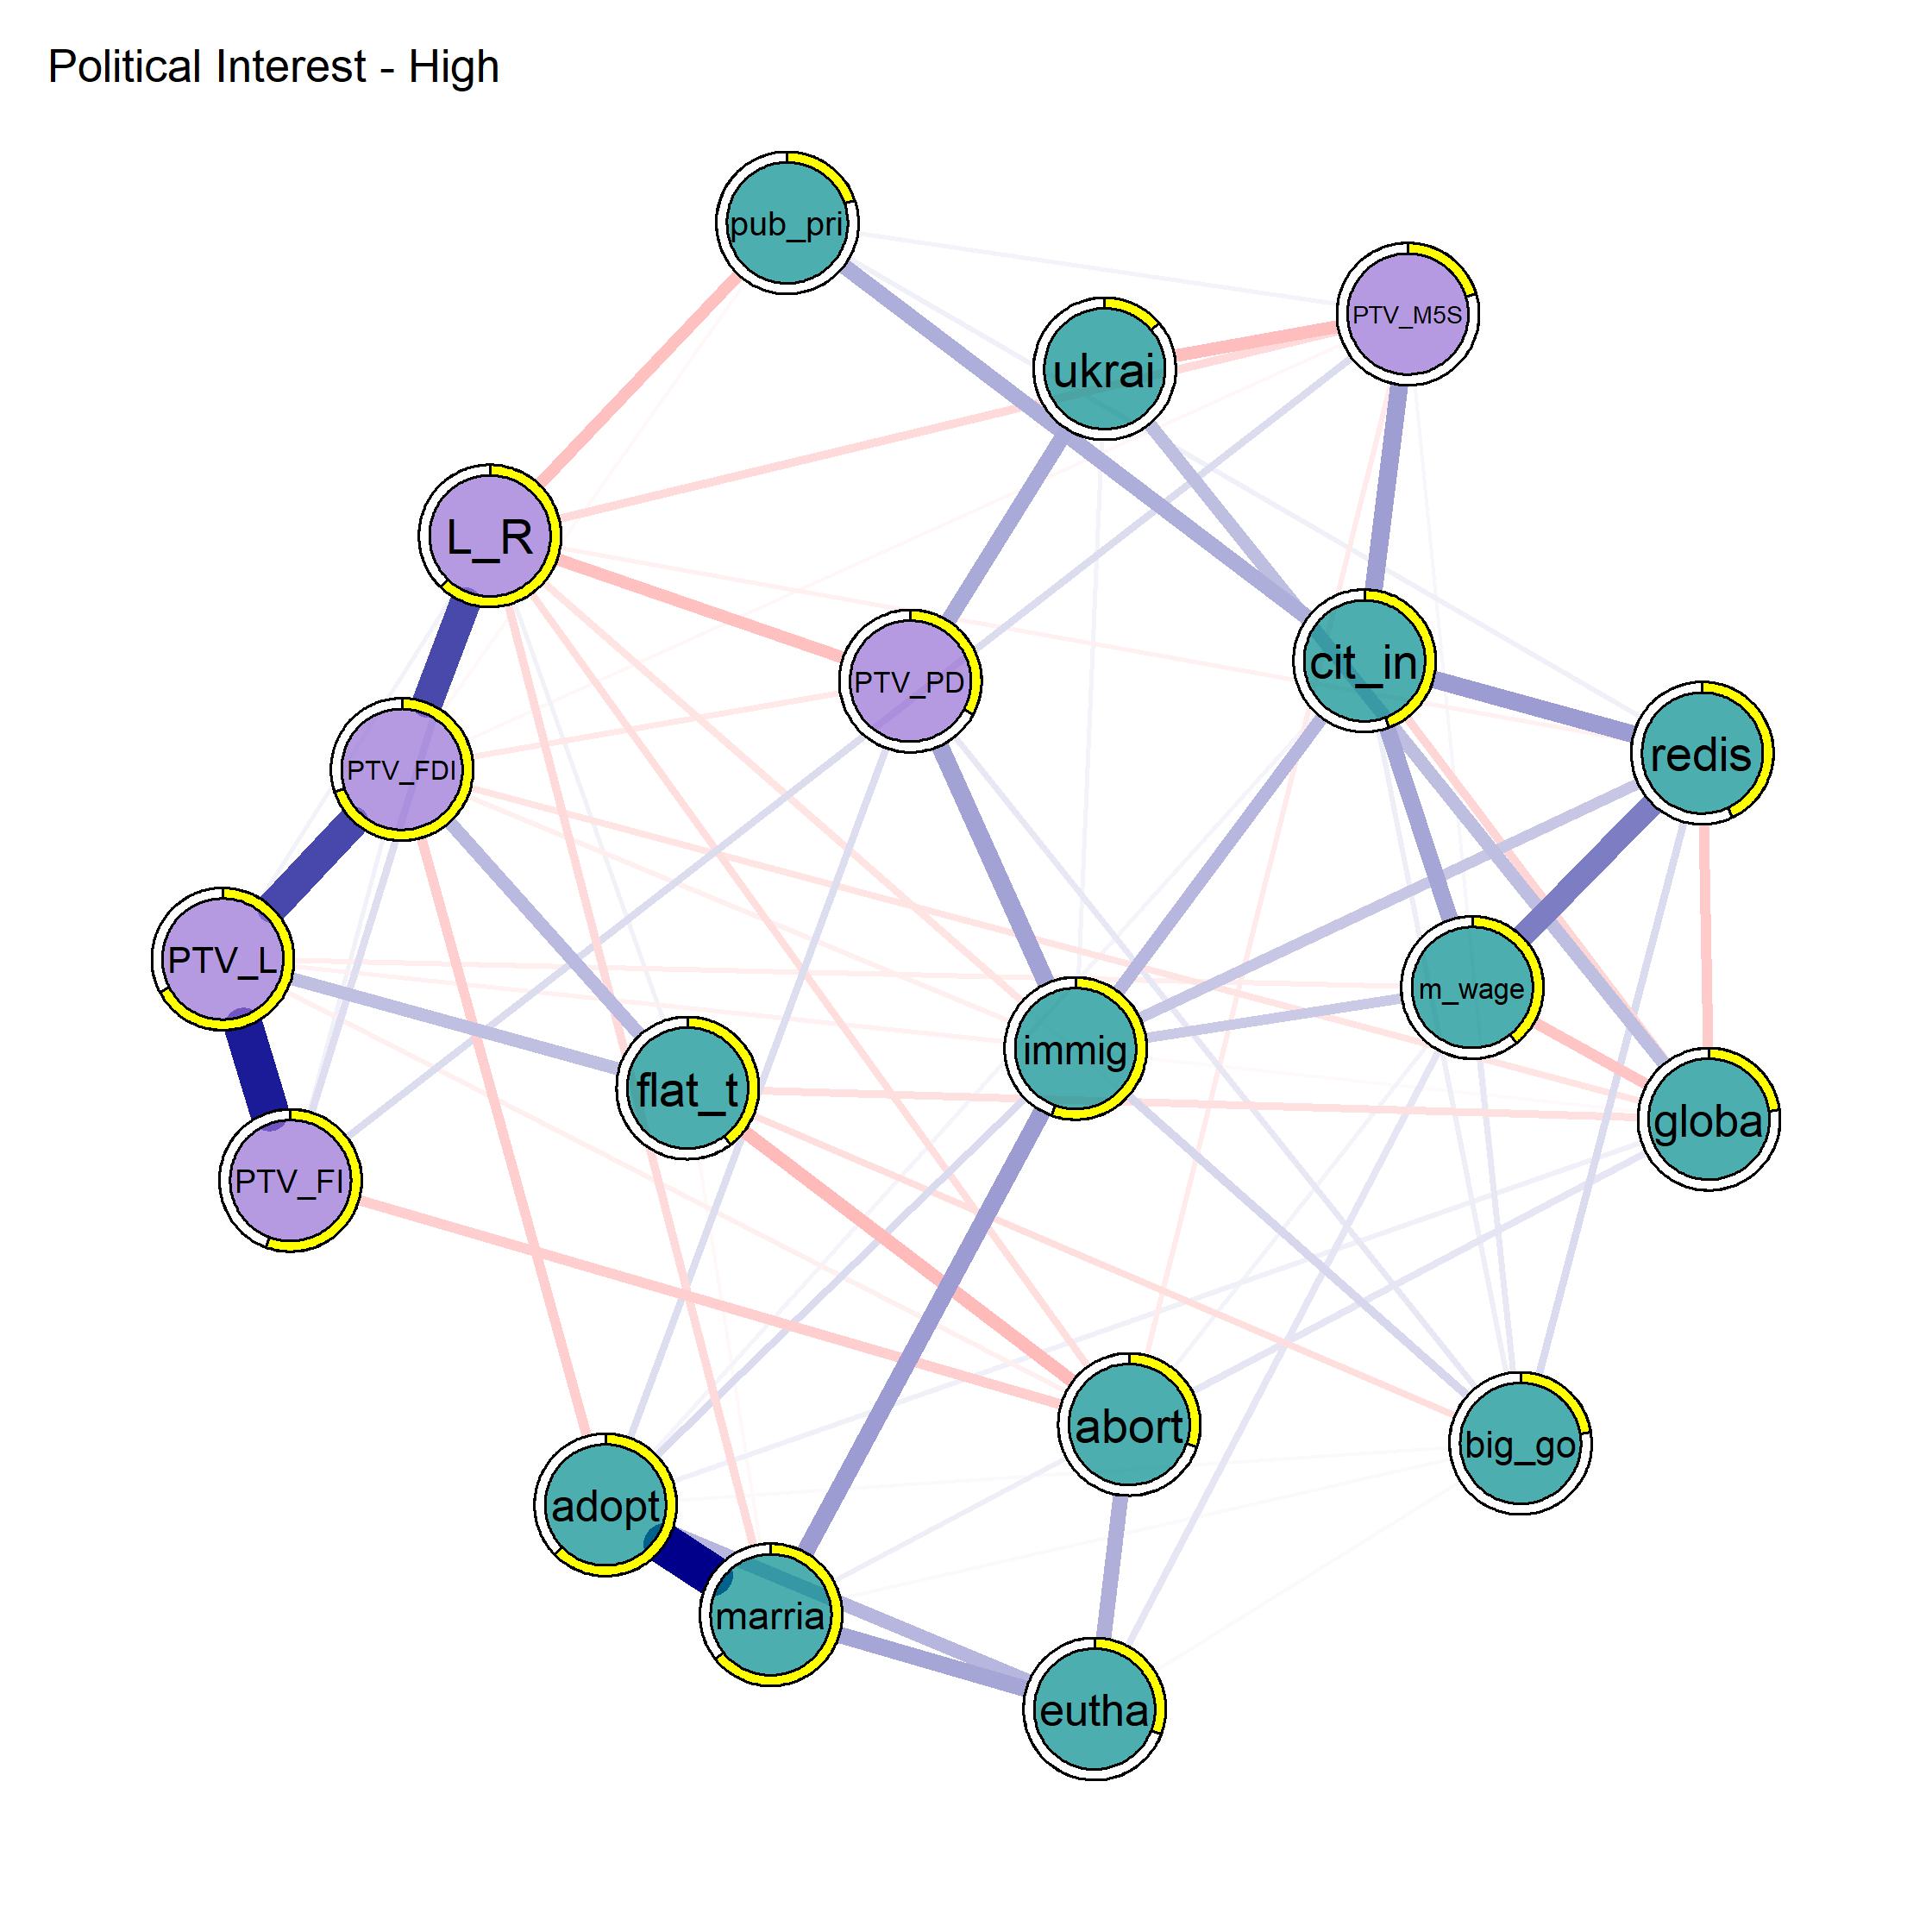 Political Interest - High
pub_pri
PTV_M5S
ukrai
L_R
cit_in
PTV_PD
redis
PTV_FDI
PTV_L
m_wage
immig
flat_t
globa
PTV_FI
abort
big_go
adopt
marria
eutha